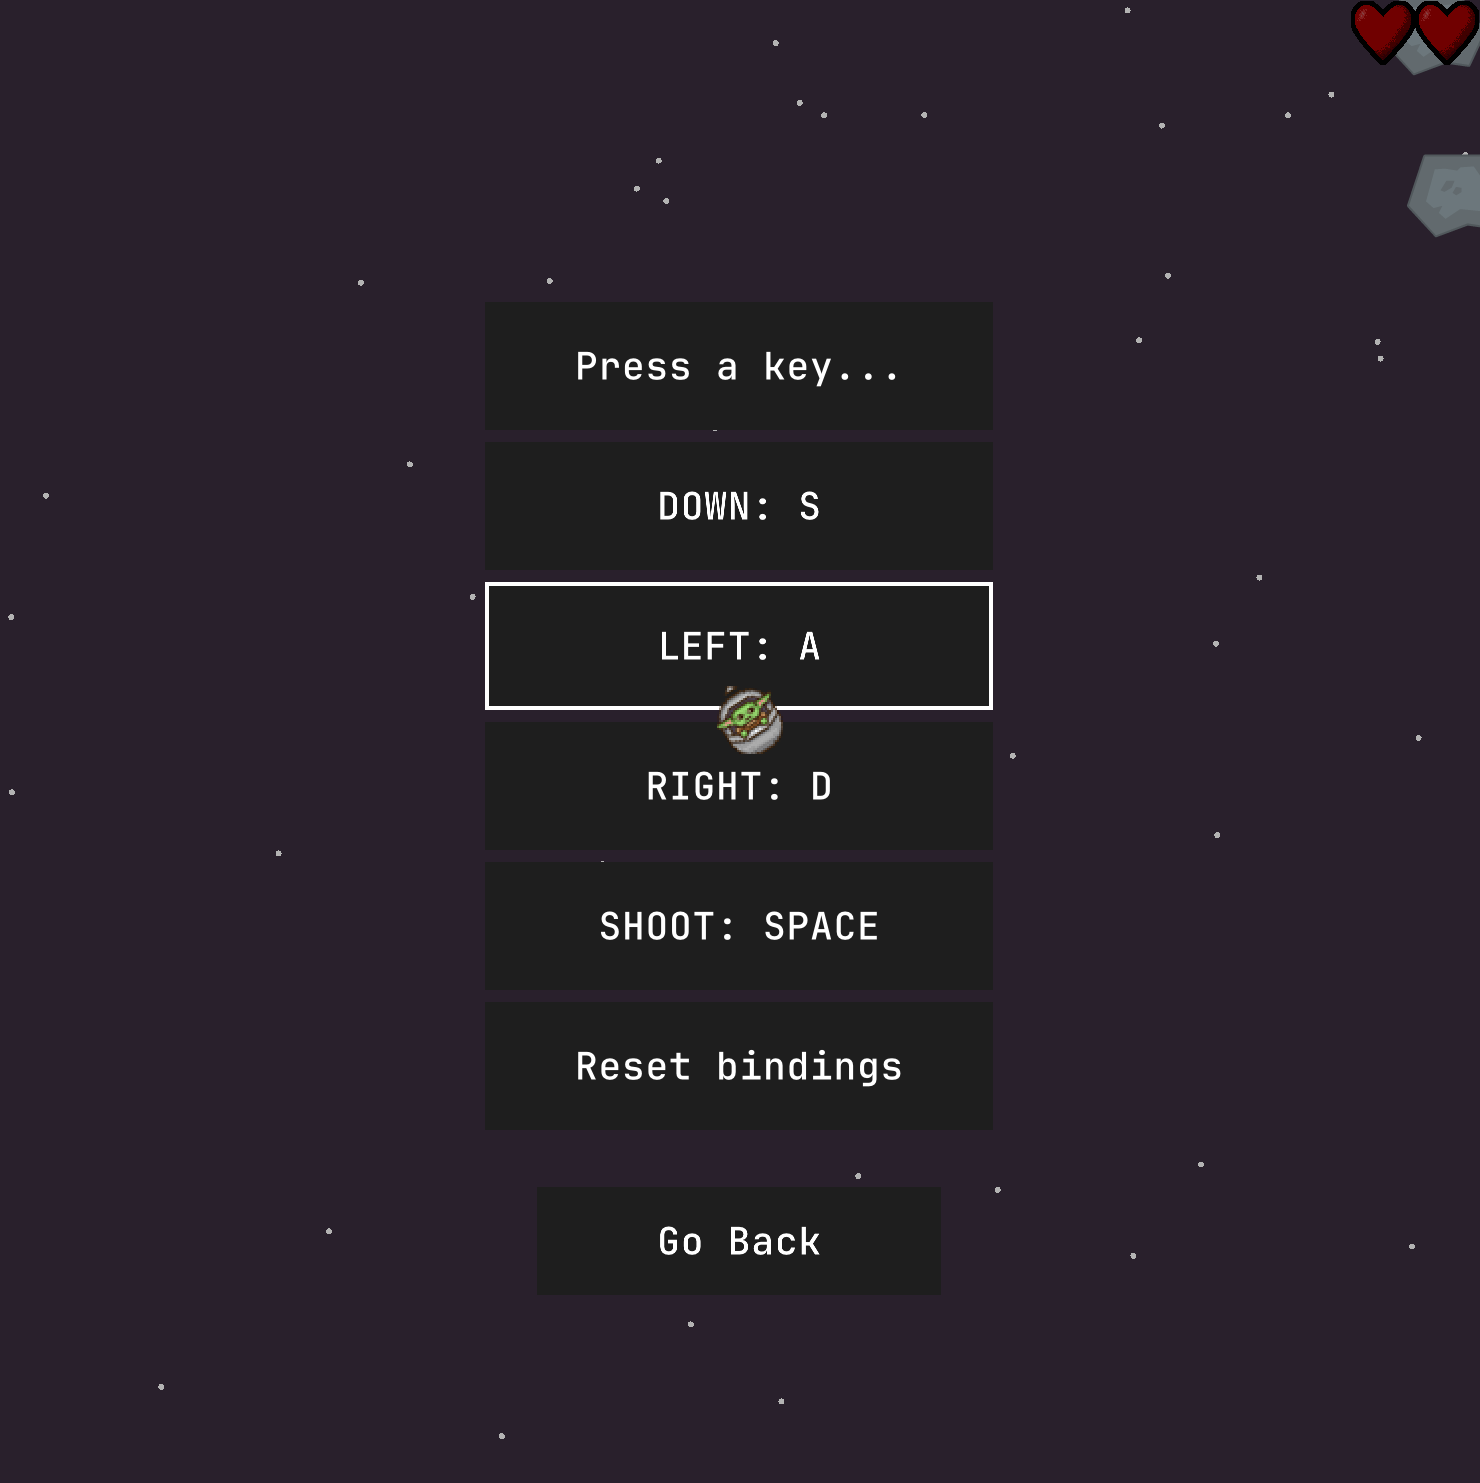 Press a key...
DOWN: S
LEFT: A
RIGHT: D
SHOOT: SPACE
Reset bindings
Go Back